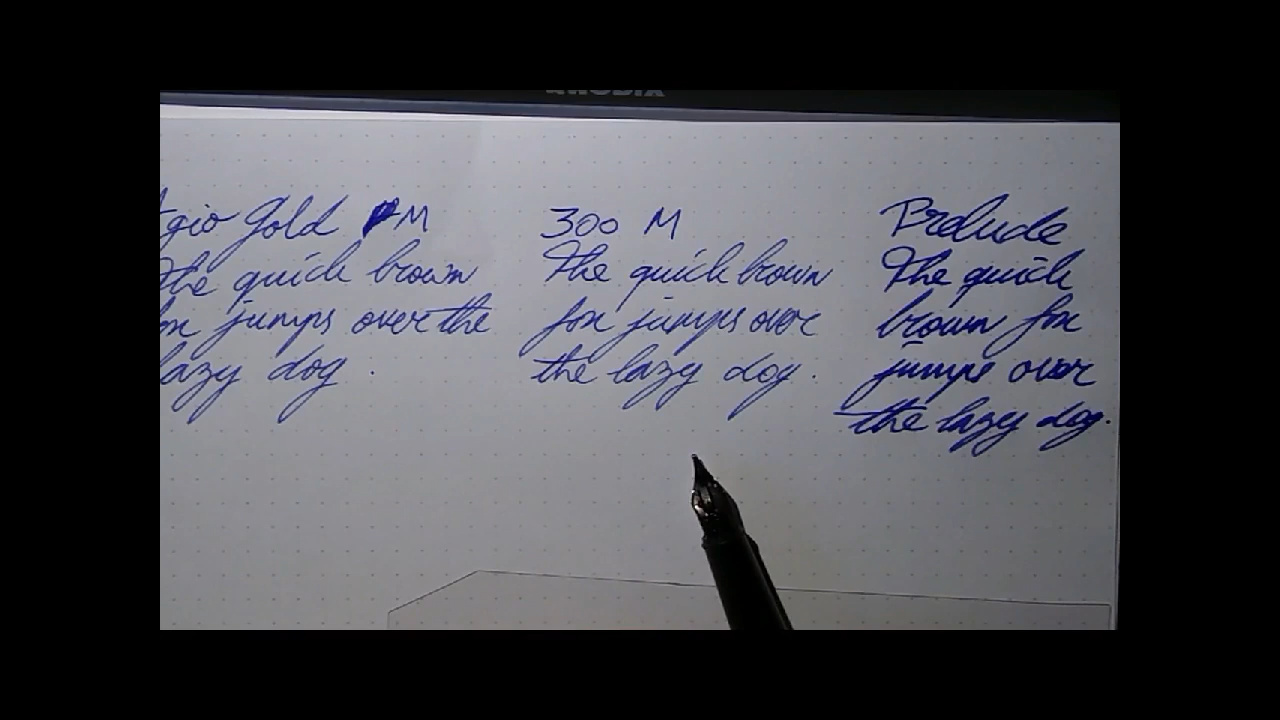 gio Gold M
The quick brown
fox jumps over the
lazy dog.
300 M
The quick brown
fox jumps over
the lazy dog.
Prelude
The quick
brown fox
jumps over
the lazy dog.